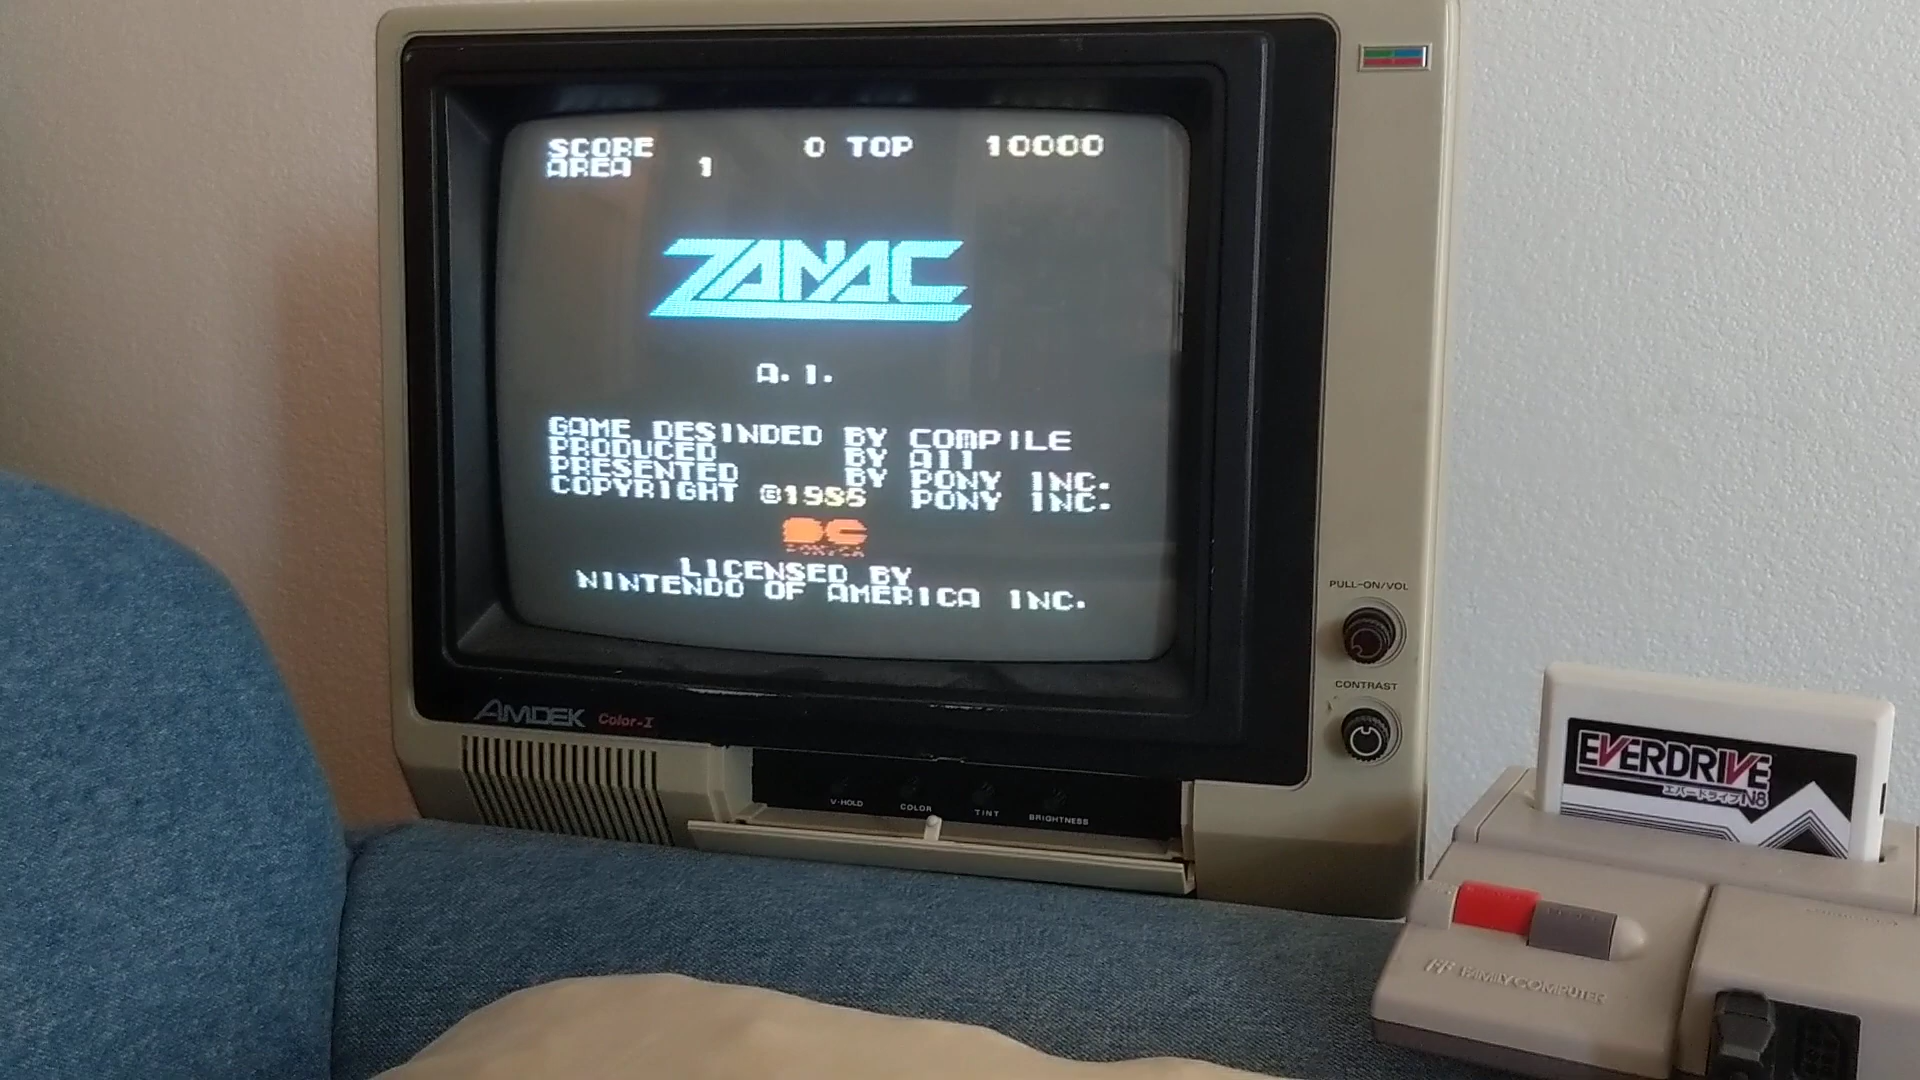 SCORE 0 TOP 10000
AREA 1
ZANAC
A.I.
GAME DESINDED BY COMPILE
PRODUCED BY AII
PRESENTED BY PONY INC.
COPYRIGHT ©1986 PONY INC.
PONYCA
LICENSED BY
NINTENDO OF AMERICA INC.
AMDEK Color-I
PULL-ON/VOL
CONTRAST
V-HOLD COLOR TINT BRIGHTNESS
EVERDRIVE
エバードライブN8
FAMILY COMPUTER